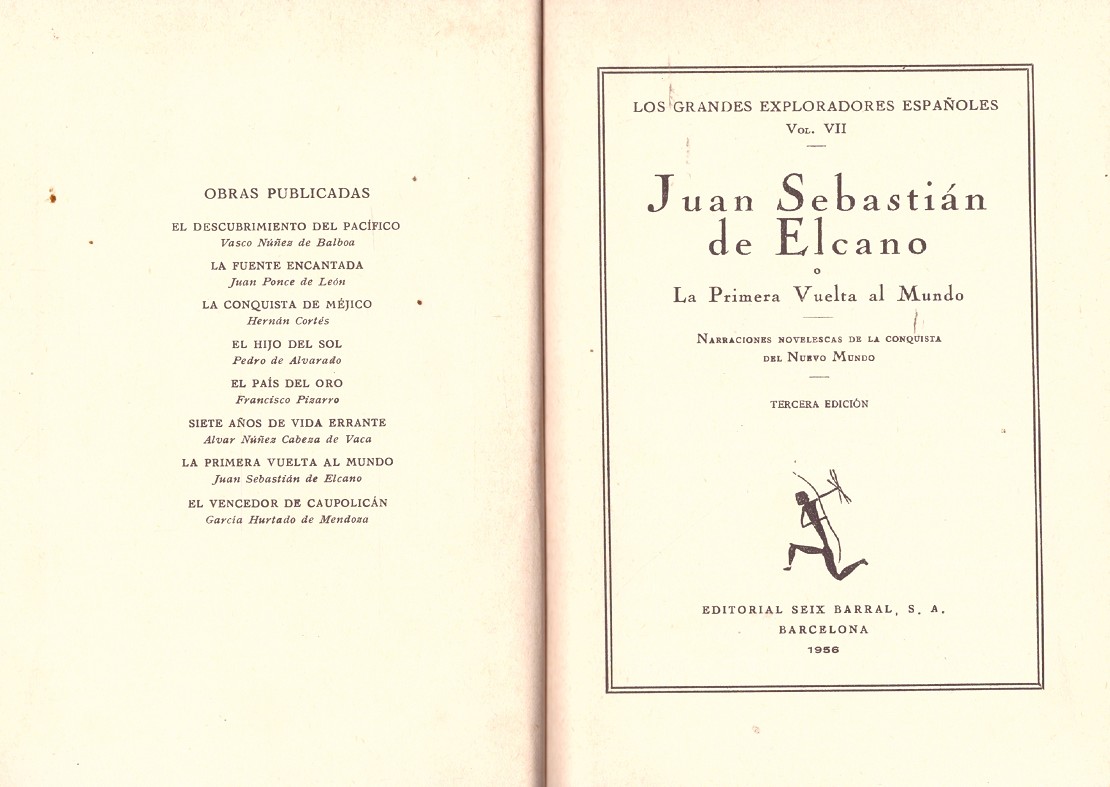 OBRAS PUBLICADAS
EL DESCUBRIMIENTO DEL PACÍFICO
Vasco Núñez de Balboa
LA FUENTE ENCANTADA
Juan Ponce de León
LA CONQUISTA DE MÉJICO
Hernán Cortés
EL HIJO DEL SOL
Pedro de Alvarado
EL PAÍS DEL ORO
Francisco Pizarro
SIETE AÑOS DE VIDA ERRANTE
Alvar Núñez Cabeza de Vaca
LA PRIMERA VUELTA AL MUNDO
Juan Sebastián de Elcano
EL VENCEDOR DE CAUPOLICÁN
García Hurtado de Mendoza
LOS GRANDES EXPLORADORES ESPAÑOLES
VOL. VII
Juan Sebastián
de Elcano
o
La Primera Vuelta al Mundo
NARRACIONES NOVELESCAS DE LA CONQUISTA
DEL NUEVO MUNDO
TERCERA EDICIÓN
EDITORIAL SEIX BARRAL, S. A.
BARCELONA
1956